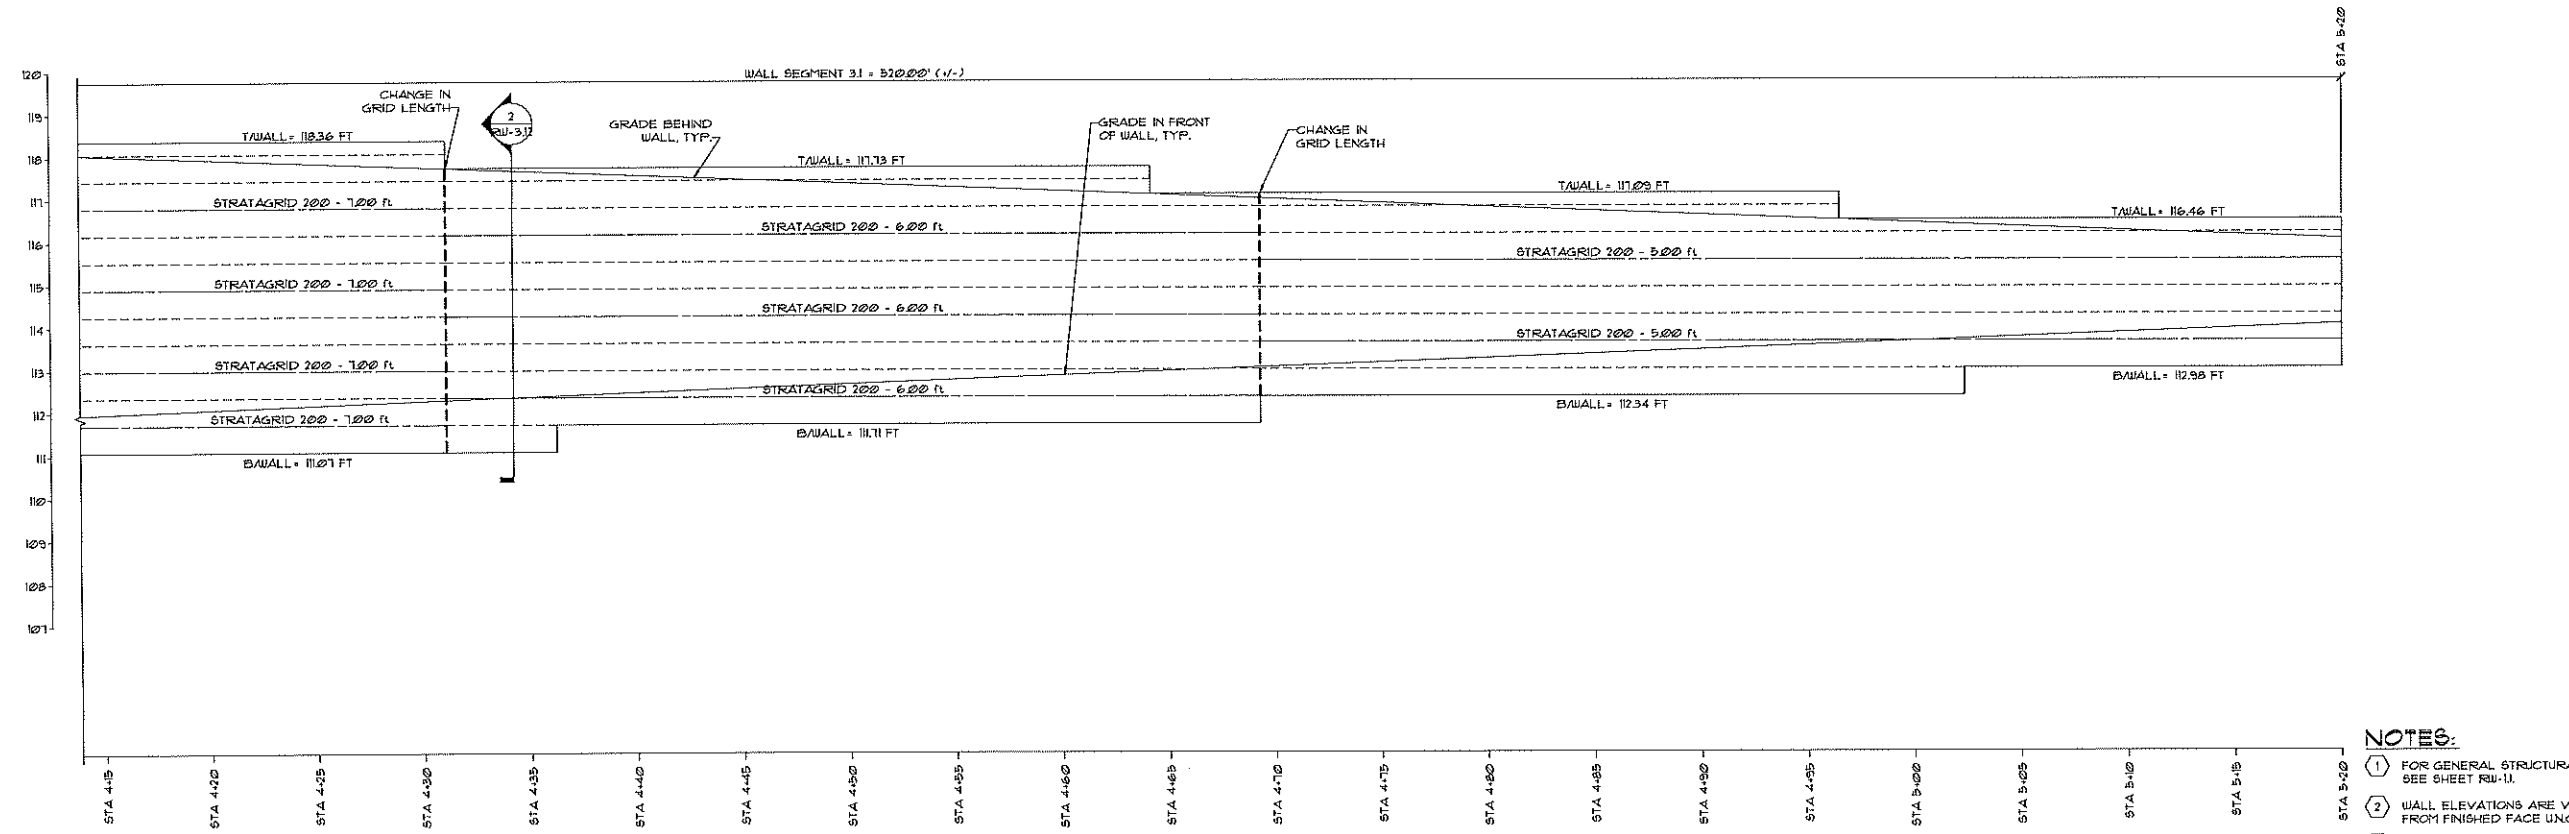 STA 5+20
120
WALL SEGMENT 3.1 = 520.00' (+/-)
CHANGE IN
GRID LENGTH
119
2
RW-3.12
GRADE BEHIND
WALL, TYP.
GRADE IN FRONT
OF WALL, TYP.
CHANGE IN
GRID LENGTH
T/WALL = 118.36 FT
118
T/WALL = 117.73 FT
T/WALL = 117.09 FT
117
STRATAGRID 200 - 7.00 ft
T/WALL = 116.46 FT
STRATAGRID 200 - 6.00 ft
116
STRATAGRID 200 - 5.00 ft
115
STRATAGRID 200 - 7.00 ft
STRATAGRID 200 - 6.00 ft
114
STRATAGRID 200 - 5.00 ft
113
STRATAGRID 200 - 7.00 ft
B/WALL = 112.98 FT
STRATAGRID 200 - 6.00 ft
B/WALL = 112.34 FT
112
STRATAGRID 200 - 7.00 ft
B/WALL = 111.71 FT
111
B/WALL = 111.07 FT
110
109
108
107
STA 4+15
STA 4+20
STA 4+25
STA 4+30
STA 4+35
STA 4+40
STA 4+45
STA 4+50
STA 4+55
STA 4+60
STA 4+65
STA 4+70
STA 4+75
STA 4+80
STA 4+85
STA 4+90
STA 4+95
STA 5+00
STA 5+05
STA 5+10
STA 5+15
STA 5+20
NOTES:
1 FOR GENERAL STRUCTURA
SEE SHEET RW-1.1.
2 WALL ELEVATIONS ARE V
FROM FINISHED FACE U.N.O